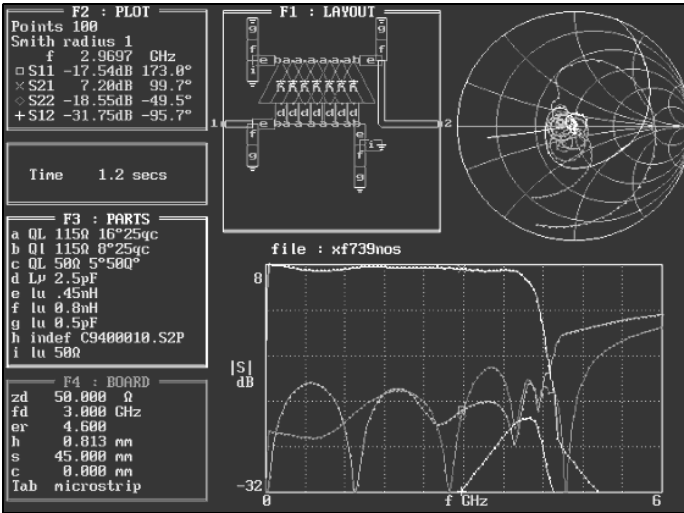 F2 : PLOT
Points 100
Smith radius 1
f 2.9697 GHz
S11 -17.54dB 173.0°
S21 7.20dB 99.7°
S22 -18.55dB -49.5°
S12 -31.75dB -95.7°
Time 1.2 secs
F3 : PARTS
a QL 115Ω 16°25qc
b Ql 115Ω 8°25qc
c QL 50Ω 5°50Q°
d Lμ 2.5pF
e lu .45nH
f lu 0.8nH
g lu 0.5pF
h indef C9400010.S2P
i lu 50Ω
F4 : BOARD
zd 50.000 Ω
fd 3.000 GHz
er 4.600
h 0.813 mm
s 45.000 mm
c 0.000 mm
Tab microstrip
F1 : LAYOUT
g g
f f
e b a a a a a b e
i
d d d d d d
1 e b a a a a a b 2
f e
g f i
g
file : xf739nos
8
|S|
dB
-32
0 f GHz 6